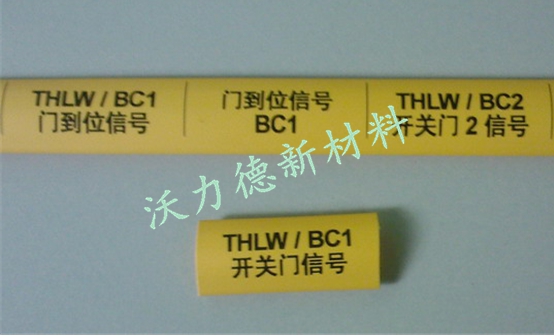 THLW / BC1
门到位信号
门到位信号
BC1
THLW / BC2
开关门 2 信号
沃力德新材料
THLW / BC1
开关门信号